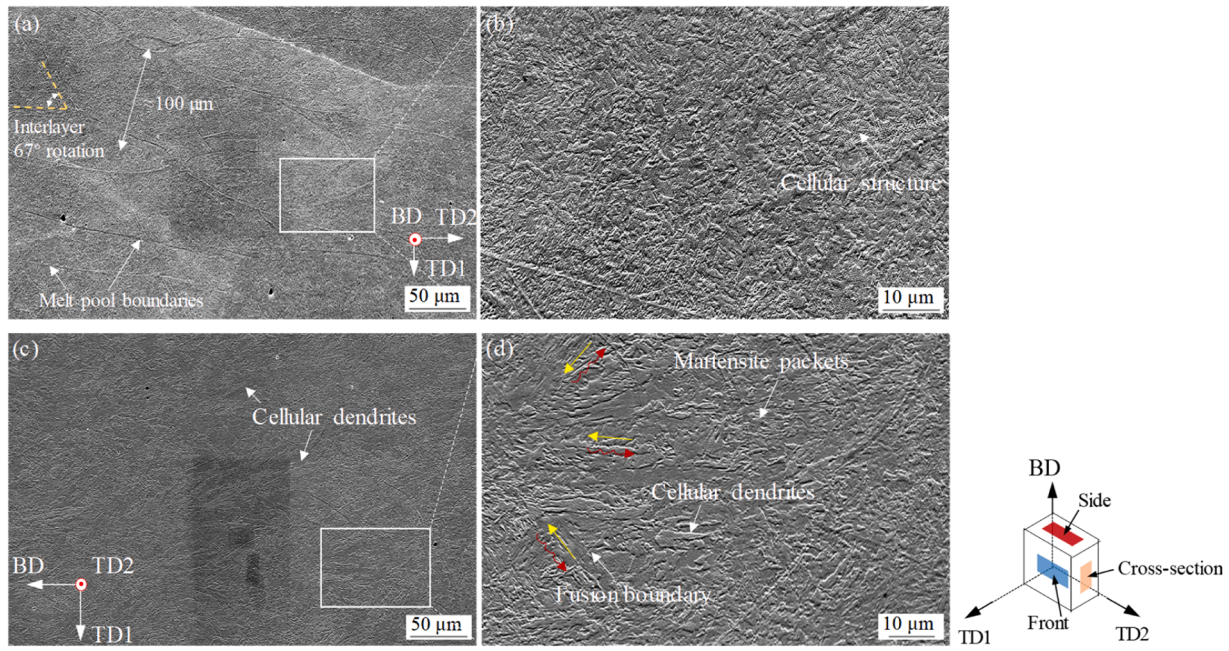 (a)
≈100 μm
Interlayer
67° rotation
BD
TD2
TD1
Melt pool boundaries
50 μm
(b)
Cellular structure
10 μm
(c)
Cellular dendrites
BD
TD2
TD1
50 μm
(d)
Martensite packets
Cellular dendrites
Fusion boundary
10 μm
BD
Side
Cross-section
Front
TD1
TD2